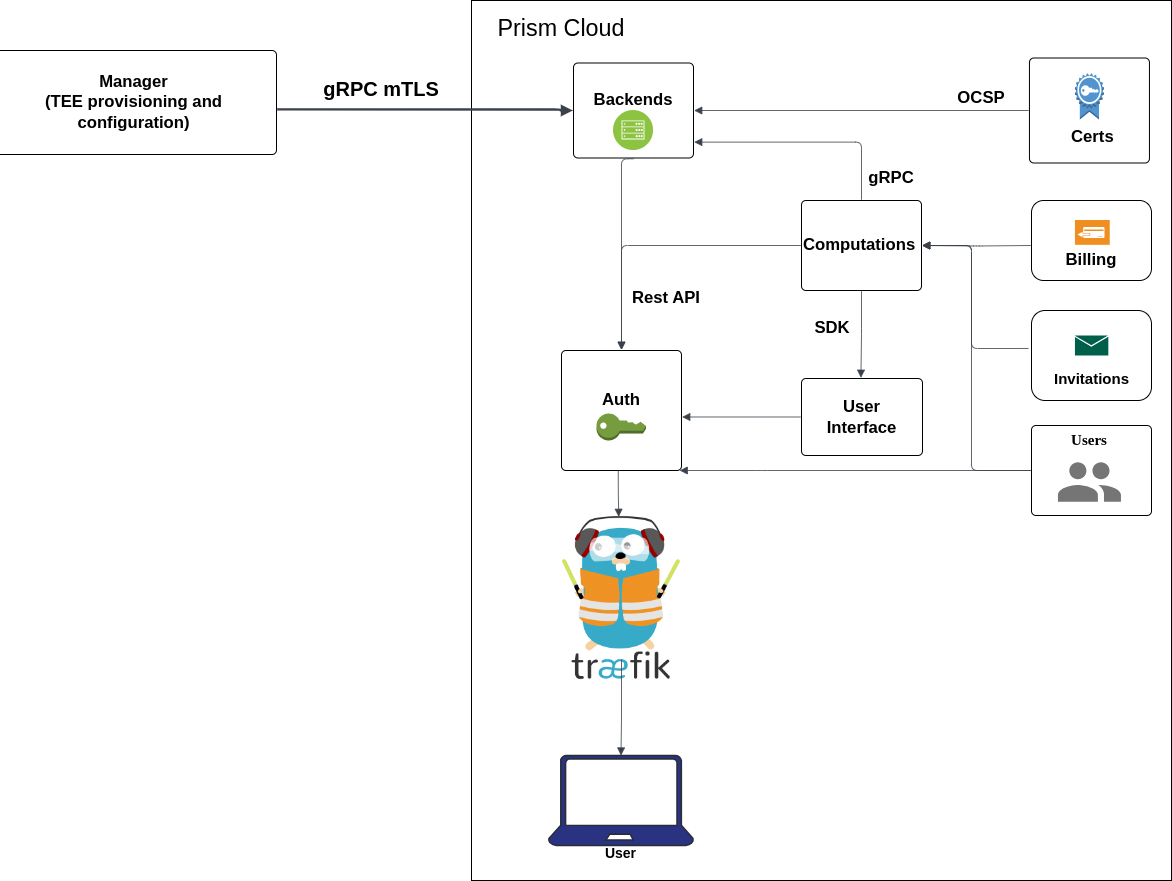 Prism Cloud
Manager
(TEE provisioning and
configuration)
gRPC mTLS
Backends
OCSP
Certs
gRPC
Computations
Billing
Rest API
SDK
Invitations
Auth
User
Interface
Users
træfik
User